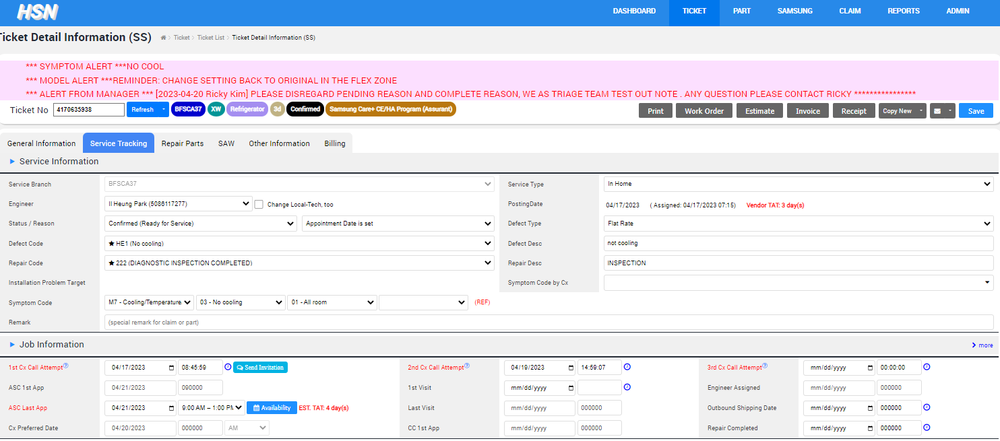 HSN
DASHBOARD TICKET PART SAMSUNG CLAIM REPORTS ADMIN
Ticket Detail Information (SS) Ticket Ticket List Ticket Detail Information (SS)
*** SYMPTOM ALERT ***NO COOL
*** MODEL ALERT ***REMINDER: CHANGE SETTING BACK TO ORIGINAL IN THE FLEX ZONE
*** ALERT FROM MANAGER *** [2023-04-20 Ricky Kim] PLEASE DISREGARD PENDING REASON AND COMPLETE REASON, WE AS TRIAGE TEAM TEST OUT NOTE . ANY QUESTION PLEASE CONTACT RICKY ****************
Ticket No 4170635938 Refresh BFSCA37 XW Refrigerator 3d Confirmed Samsung Care+ CE/HA Program (Assurant) Print Work Order Estimate Invoice Receipt Copy New Save
General Information Service Tracking Repair Parts SAW Other Information Billing
Service Information
Service Branch BFSCA37 Service Type In Home
Engineer Il Heung Park (5086117277) Change Local-Tech, too PostingDate 04/17/2023 ( Assigned: 04/17/2023 07:15) Vendor TAT: 3 day(s)
Status / Reason Confirmed (Ready for Service) Appointment Date is set Defect Type Flat Rate
Defect Code ★ HE1 (No cooling) Defect Desc not cooling
Repair Code ★ 222 (DIAGNOSTIC INSPECTION COMPLETED) Repair Desc INSPECTION
Installation Problem Target Symptom Code by Cx
Symptom Code M7 - Cooling/Temperature. 03 - No cooling 01 - All room (REF)
Remark (special remark for claim or part)
Job Information more
1st Cx Call Attempt 04/17/2023 08:45:59 Send Invitation 2nd Cx Call Attempt 04/19/2023 14:59:07 3rd Cx Call Attempt mm/dd/yyyy 00:00:00
ASC 1st App 04/21/2023 090000 1st Visit mm/dd/yyyy Engineer Assigned mm/dd/yyyy 000000
ASC Last App 04/21/2023 9:00 AM – 1:00 PM Availability EST. TAT: 4 day(s) Last Visit mm/dd/yyyy 000000 Outbound Shipping Date mm/dd/yyyy 000000
Cx Preferred Date 04/20/2023 000000 AM CC 1st App mm/dd/yyyy 000000 Repair Completed mm/dd/yyyy 000000